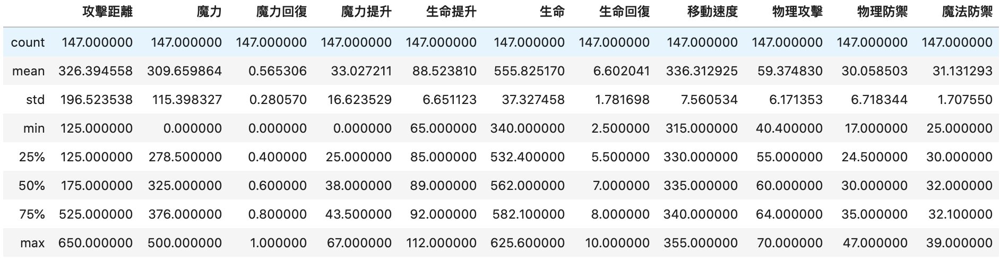 攻擊距離 魔力 魔力回復 魔力提升 生命提升 生命 生命回復 移動速度 物理攻擊 物理防禦 魔法防禦
count 147.000000 147.000000 147.000000 147.000000 147.000000 147.000000 147.000000 147.000000 147.000000 147.000000 147.000000
mean 326.394558 309.659864 0.565306 33.027211 88.523810 555.825170 6.602041 336.312925 59.374830 30.058503 31.131293
std 196.523538 115.398327 0.280570 16.623529 6.651123 37.327458 1.781698 7.560534 6.171353 6.718344 1.707550
min 125.000000 0.000000 0.000000 0.000000 65.000000 340.000000 2.500000 315.000000 40.400000 17.000000 25.000000
25% 125.000000 278.500000 0.400000 25.000000 85.000000 532.400000 5.500000 330.000000 55.000000 24.500000 30.000000
50% 175.000000 325.000000 0.600000 38.000000 89.000000 562.000000 7.000000 335.000000 60.000000 30.000000 32.000000
75% 525.000000 376.000000 0.800000 43.500000 92.000000 582.100000 8.000000 340.000000 64.000000 35.000000 32.100000
max 650.000000 500.000000 1.000000 67.000000 112.000000 625.600000 10.000000 355.000000 70.000000 47.000000 39.000000